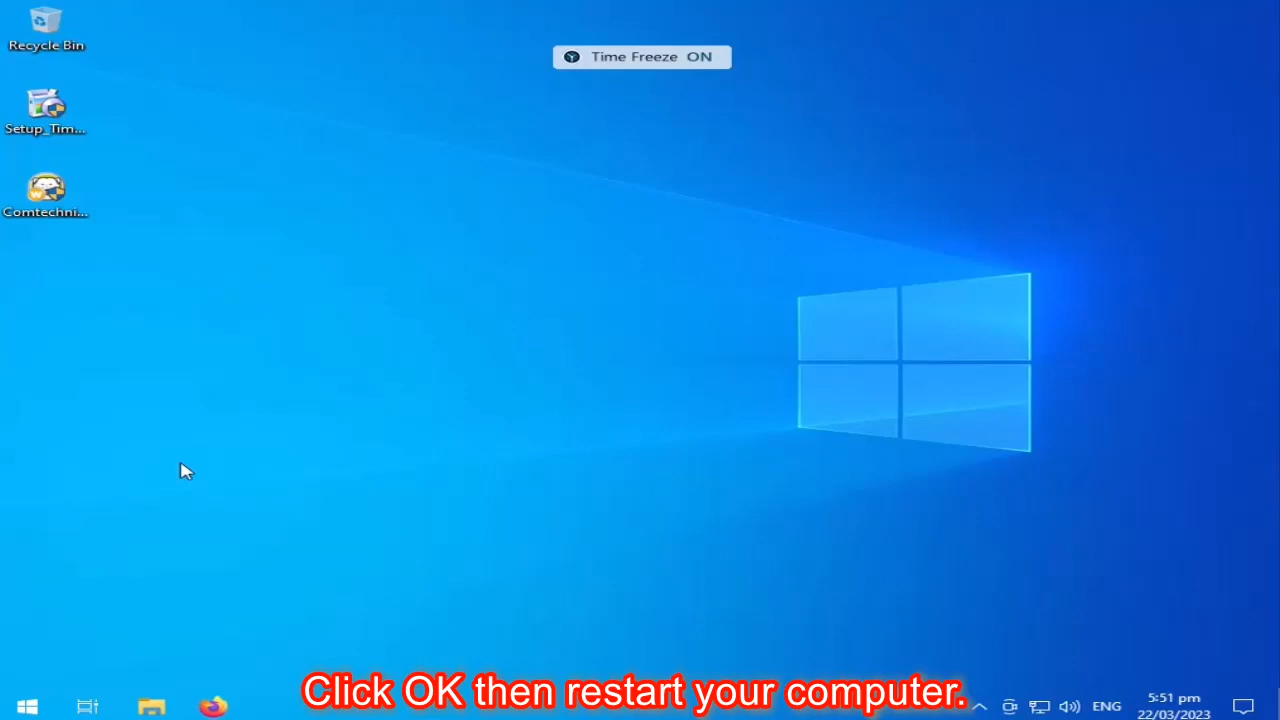 Recycle Bin
Time Freeze ON
Setup_Tim...
Comtechni...
Click OK then restart your computer.
ENG
5:51 pm
22/03/2023